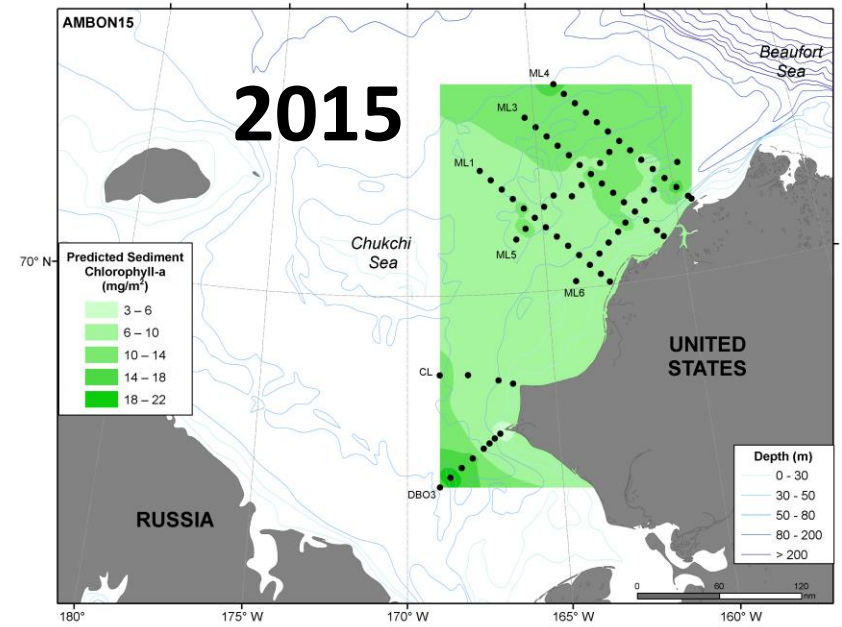 AMBON15
2015
Beaufort
Sea
ML4
ML3
ML1
Chukchi
Sea
ML5
ML6
70° N
Predicted Sediment
Chlorophyll-a
(mg/m²)
3 – 6
6 – 10
10 – 14
14 – 18
18 – 22
UNITED
STATES
CL
DBO3
RUSSIA
Depth (m)
0 - 30
30 - 50
50 - 80
80 - 200
> 200
0 60 120
nm
180° 175° W 170° W 165° W 160° W